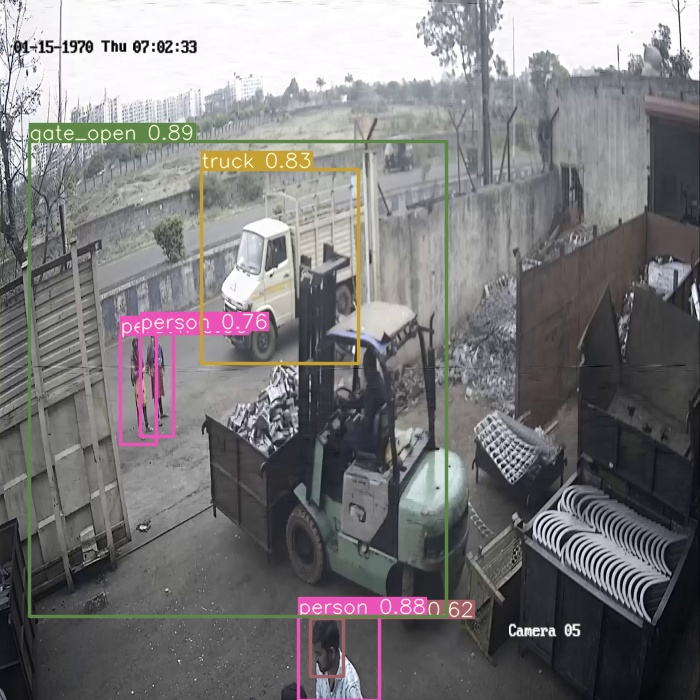 01-15-1970 Thu 07:02:33
gate_open 0.89
truck 0.83
person 0.76
person 0.88
0.62
Camera 05